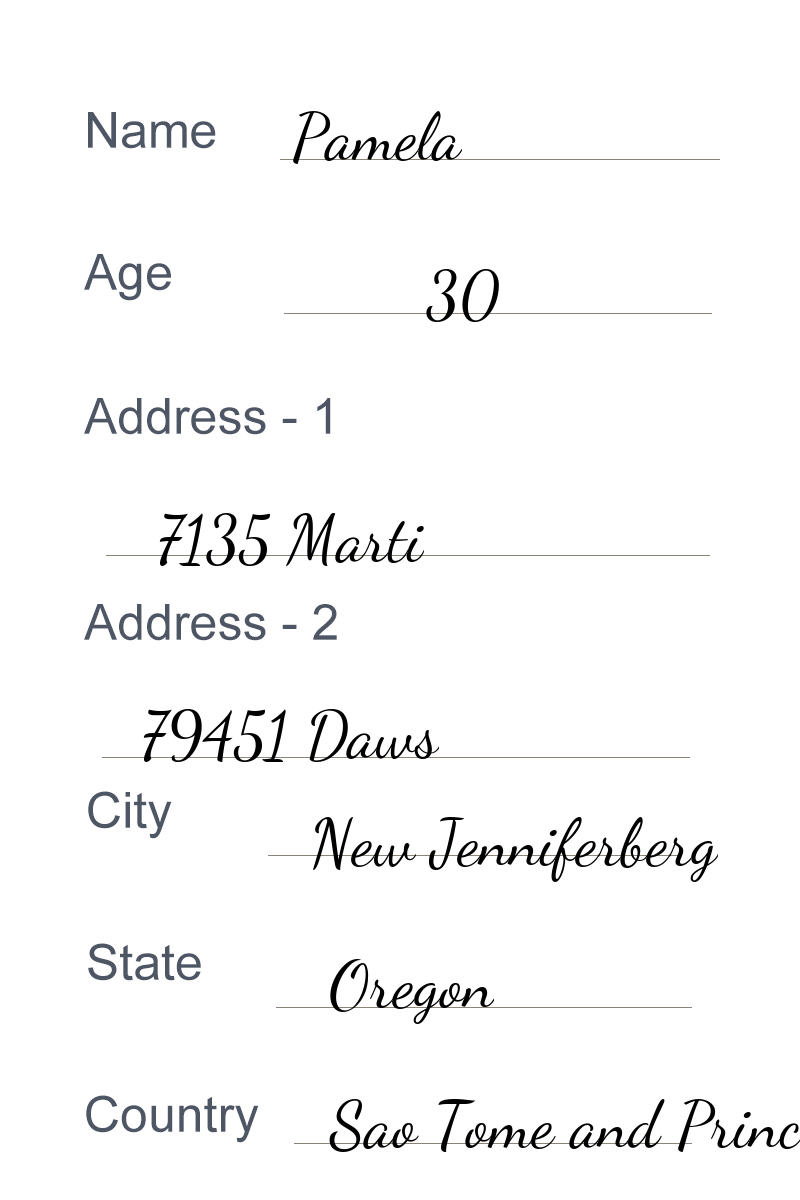 Name Pamela
Age 30
Address - 1
7135 Marti
Address - 2
79451 Daws
City New Jenniferberg
State Oregon
Country Sao Tome and Princ